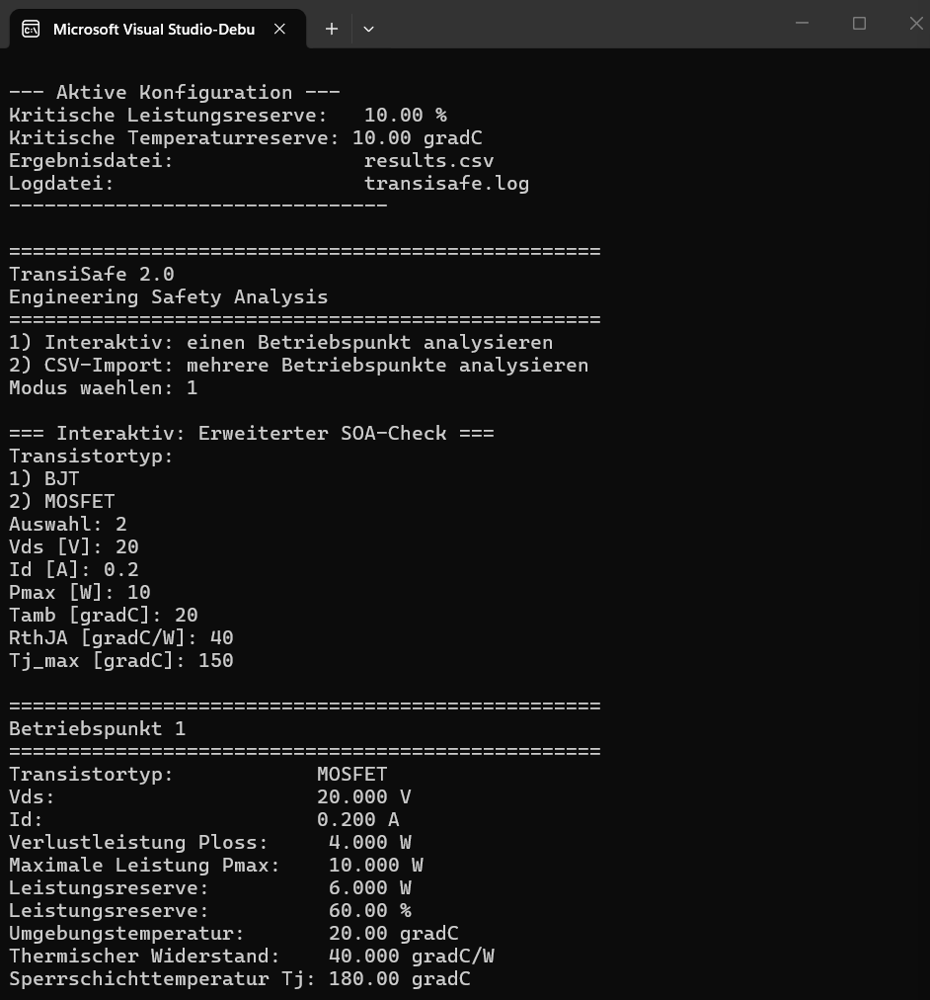 Microsoft Visual Studio-Debu
--- Aktive Konfiguration ---
Kritische Leistungsreserve:   10.00 %
Kritische Temperaturreserve: 10.00 gradC
Ergebnisdatei:                results.csv
Logdatei:                     transisafe.log
--------------------------------
==================================================
TransiSafe 2.0
Engineering Safety Analysis
==================================================
1) Interaktiv: einen Betriebspunkt analysieren
2) CSV-Import: mehrere Betriebspunkte analysieren
Modus waehlen: 1
=== Interaktiv: Erweiterter SOA-Check ===
Transistortyp:
1) BJT
2) MOSFET
Auswahl: 2
Vds [V]: 20
Id [A]: 0.2
Pmax [W]: 10
Tamb [gradC]: 20
RthJA [gradC/W]: 40
Tj_max [gradC]: 150
==================================================
Betriebspunkt 1
==================================================
Transistortyp:            MOSFET
Vds:                      20.000 V
Id:                       0.200 A
Verlustleistung Ploss:     4.000 W
Maximale Leistung Pmax:    10.000 W
Leistungsreserve:          6.000 W
Leistungsreserve:          60.00 %
Umgebungstemperatur:       20.00 gradC
Thermischer Widerstand:    40.000 gradC/W
Sperrschichttemperatur Tj: 180.00 gradC